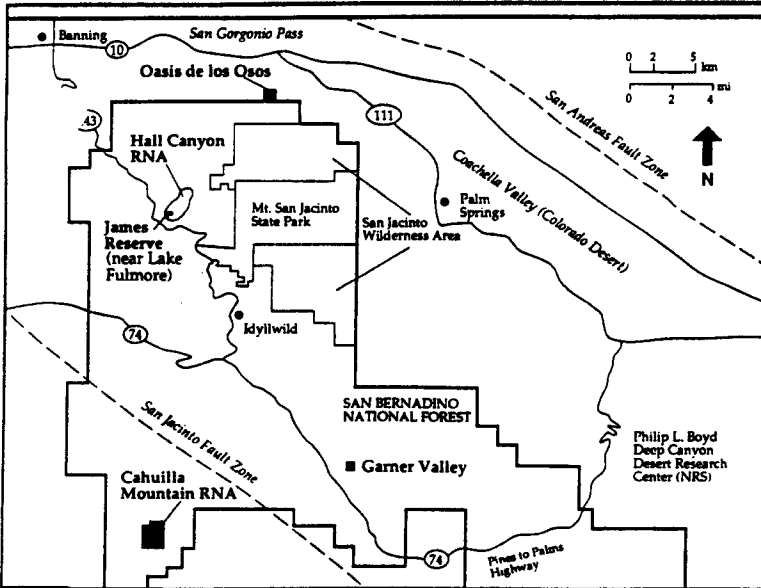 Banning
10
San Gorgonio Pass
0 2 5
km
0 2 4
mi
N
Oasis de los Osos
111
San Andreas Fault Zone
.43
Hall Canyon
RNA
Coachella Valley (Colorado Desert)
Palm
Springs
Mt. San Jacinto
State Park
San Jacinto
Wilderness Area
James
Reserve
(near Lake
Fulmore)
74
Idyllwild
San Jacinto Fault Zone
SAN BERNADINO
NATIONAL FOREST
Philip L. Boyd
Deep Canyon
Desert Research
Center (NRS)
Garner Valley
Cahuilla
Mountain RNA
74
Pines to Palms
Highway